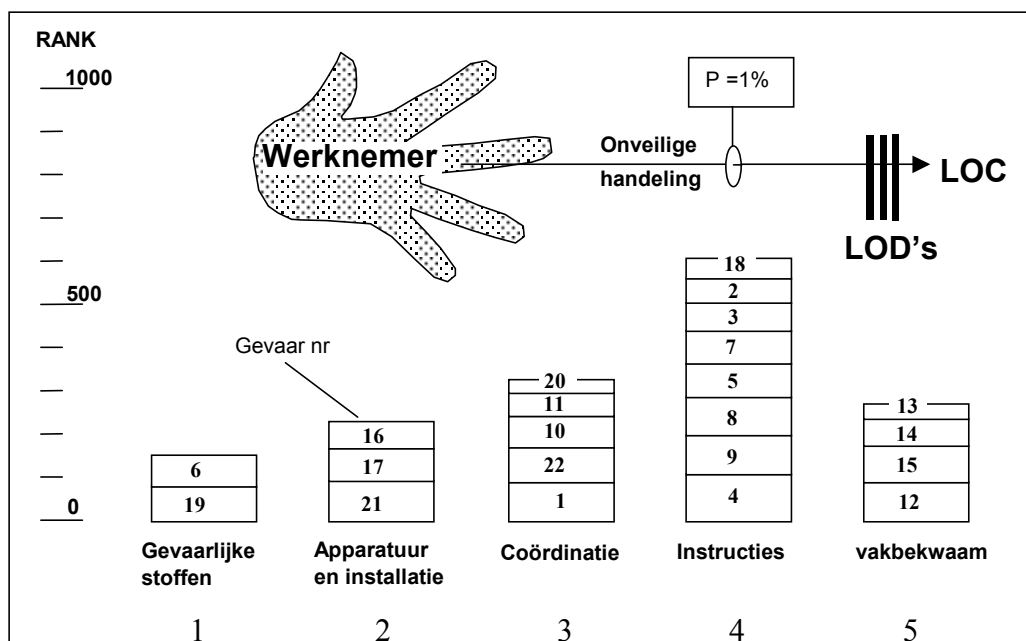 RANK
1000
P =1%
Werknemer
Onveilige
handeling
LOC
LOD's
500
Gevaar nr
0
6
19
16
17
21
20
11
10
22
1
18
2
3
7
5
8
9
4
13
14
15
12
Gevaarlijke
stoffen
Apparatuur
en installatie
Coördinatie
Instructies
vakbekwaam
1
2
3
4
5